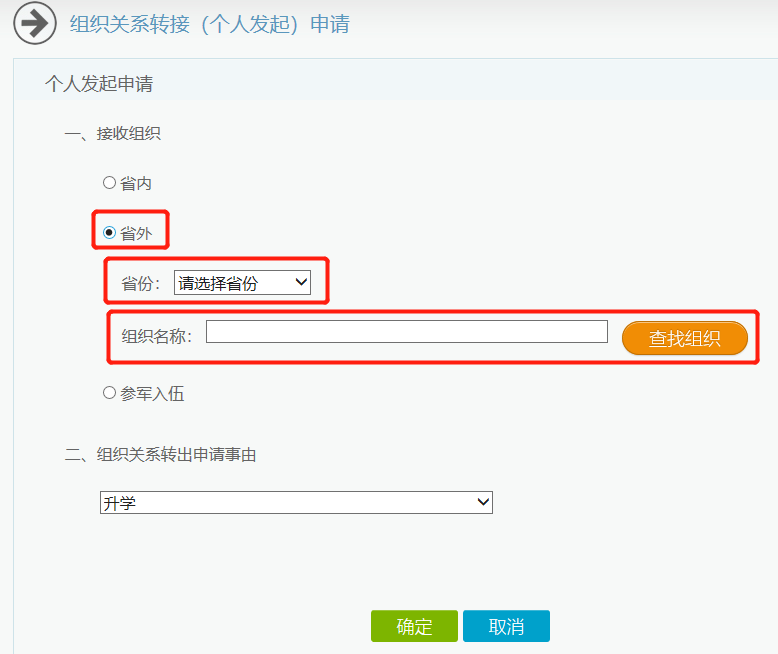 组织关系转接（个人发起）申请
个人发起申请
一、接收组织
省内
省外
省份： 请选择省份
组织名称： 查找组织
参军入伍
二、组织关系转出申请事由
升学
确定 取消